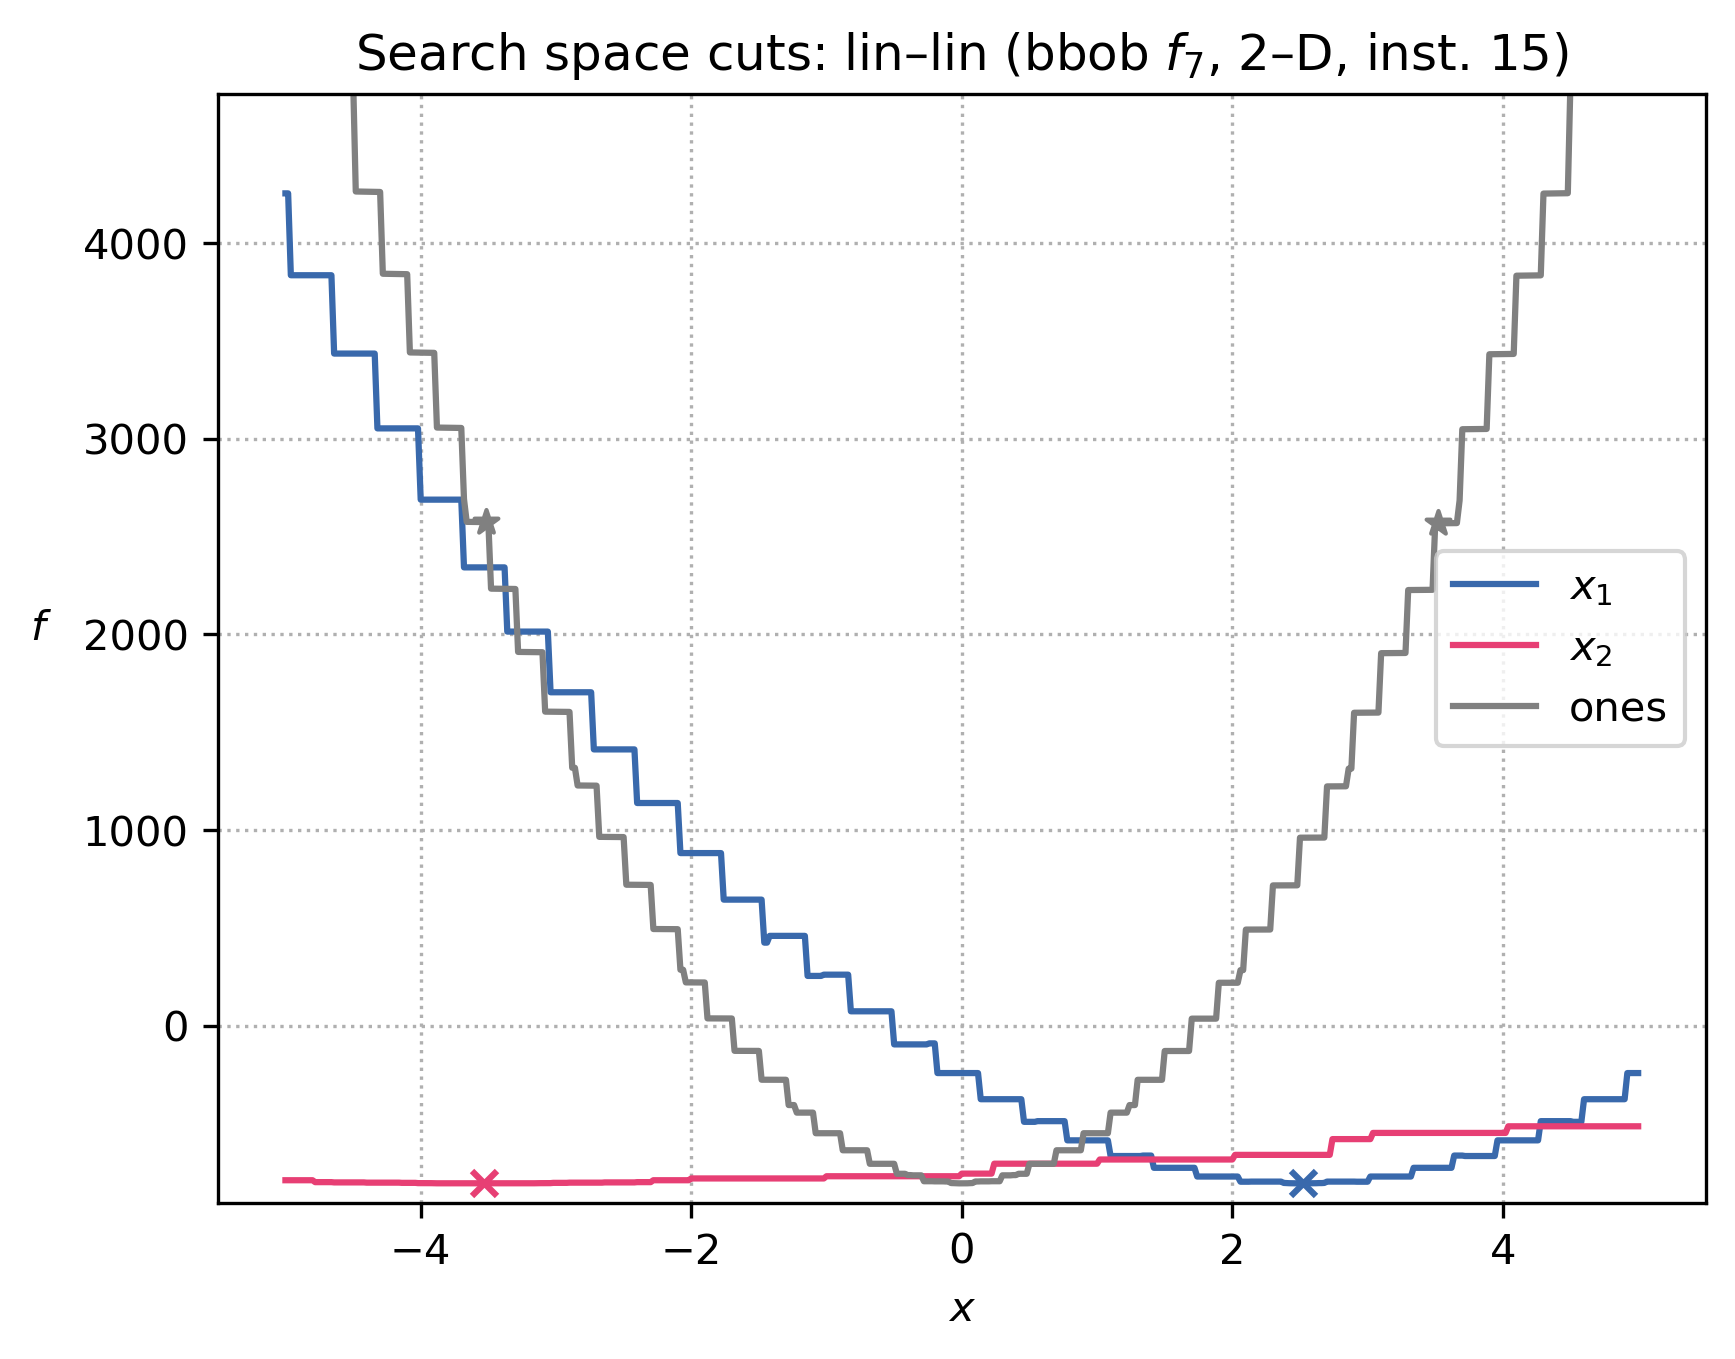 Search space cuts: lin–lin (bbob f₇, 2–D, inst. 15)
4000
3000
2000
1000
0
f
x₁
x₂
ones
−4 −2 0 2 4
x